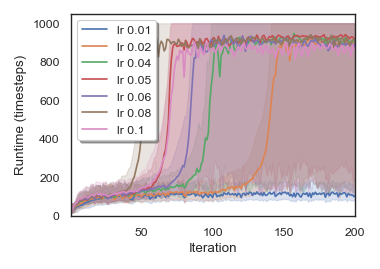 1000
800
600
400
200
0
Runtime (timesteps)
lr 0.01
lr 0.02
lr 0.04
lr 0.05
lr 0.06
lr 0.08
lr 0.1
50
100
150
200
Iteration